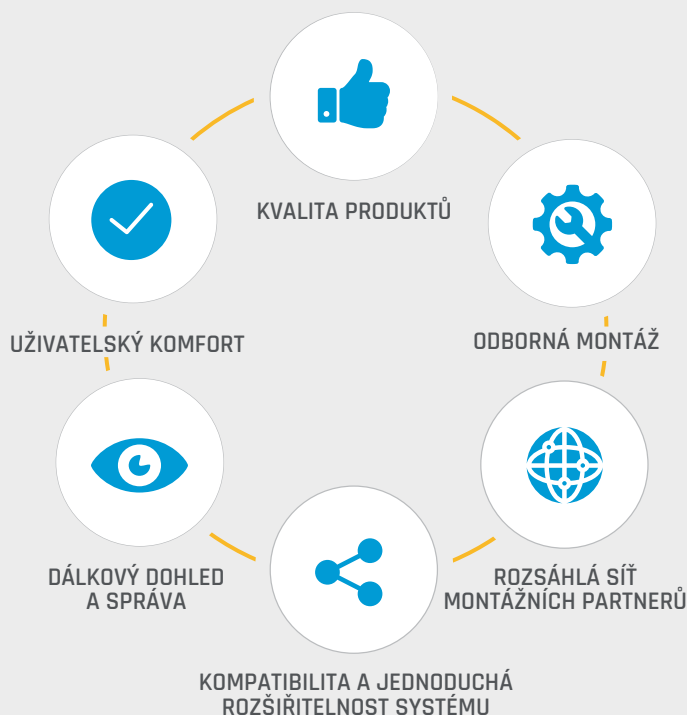 KVALITA PRODUKTŮ
UŽIVATELSKÝ KOMFORT
ODBORNÁ MONTÁŽ
DÁLKOVÝ DOHLED
A SPRÁVA
ROZSÁHLÁ SÍŤ
MONTÁŽNÍCH PARTNERŮ
KOMPATIBILITA A JEDNODUCHÁ
ROZŠIŘITELNOST SYSTÉMU